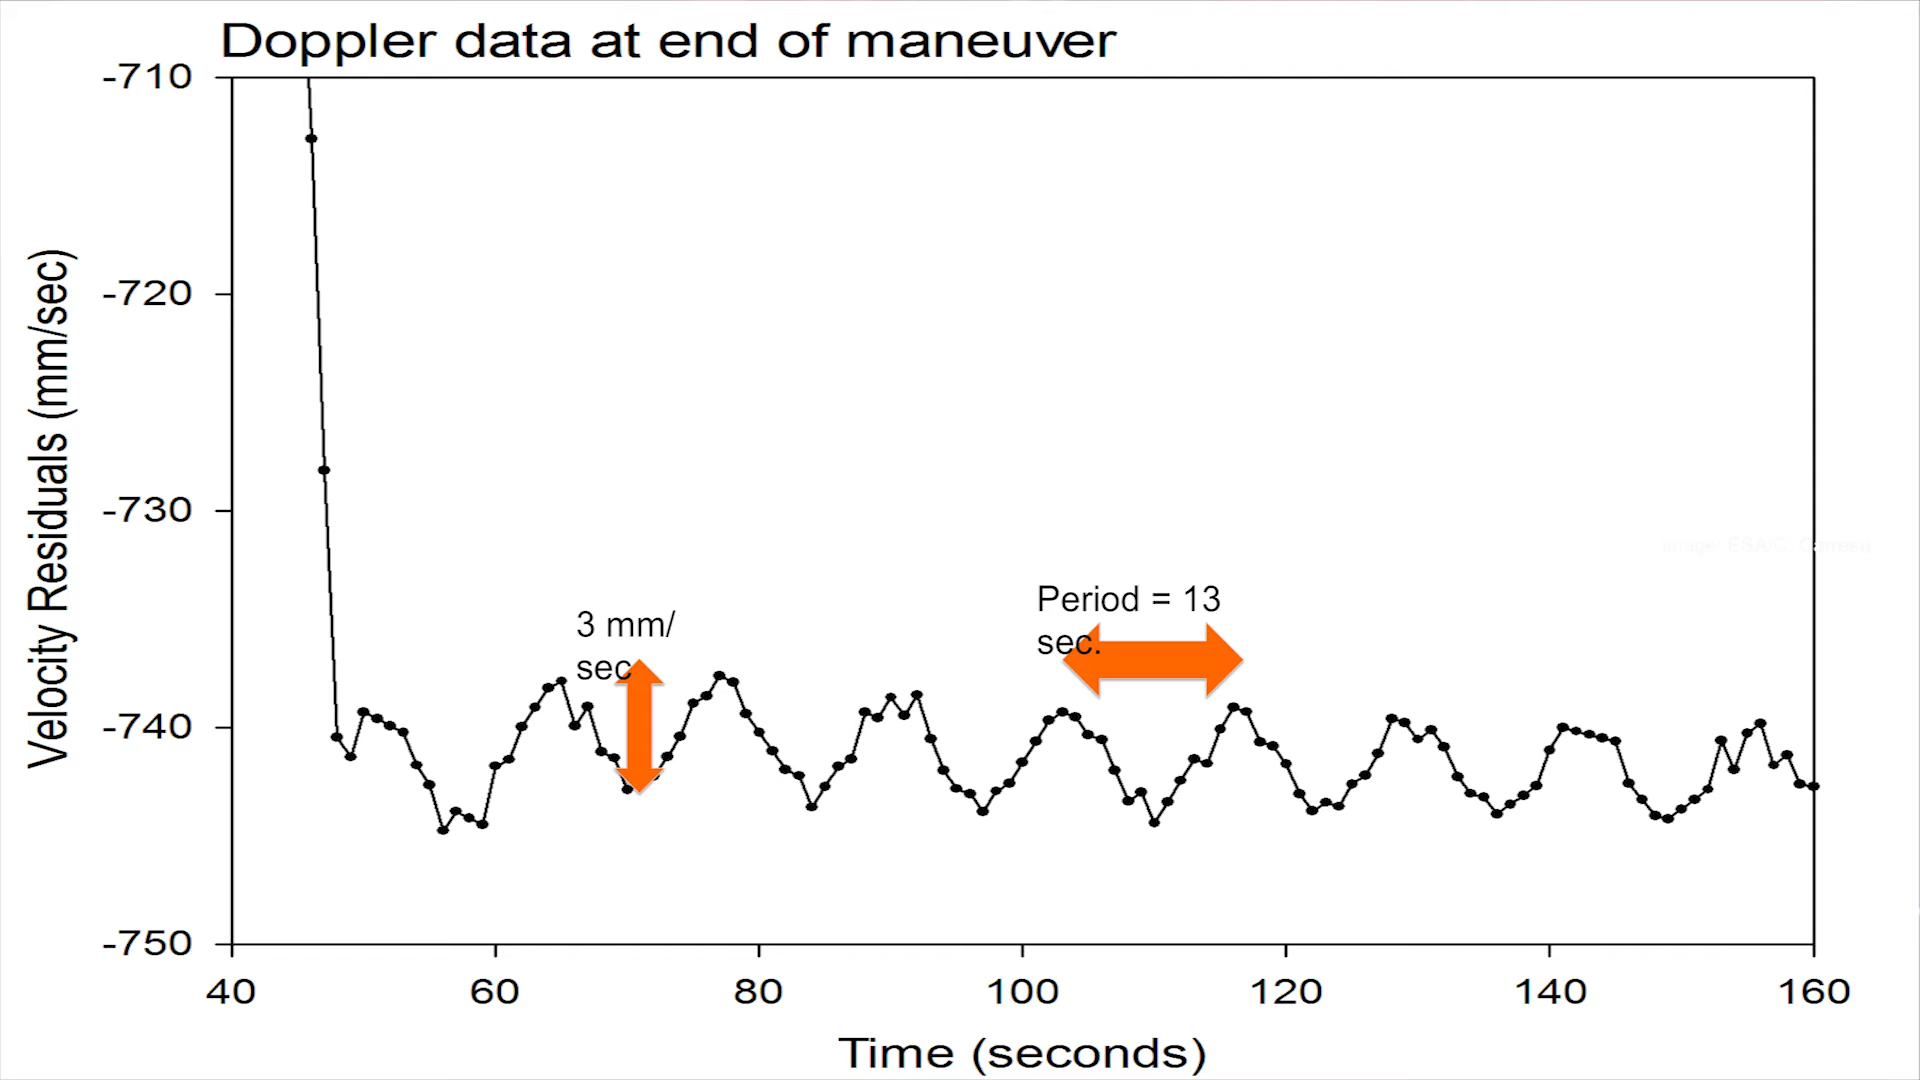 Doppler data at end of maneuver
-710
-720
-730
-740
-750
Velocity Residuals (mm/sec)
3 mm/
sec
Period = 13
sec.
40 60 80 100 120 140 160
Time (seconds)